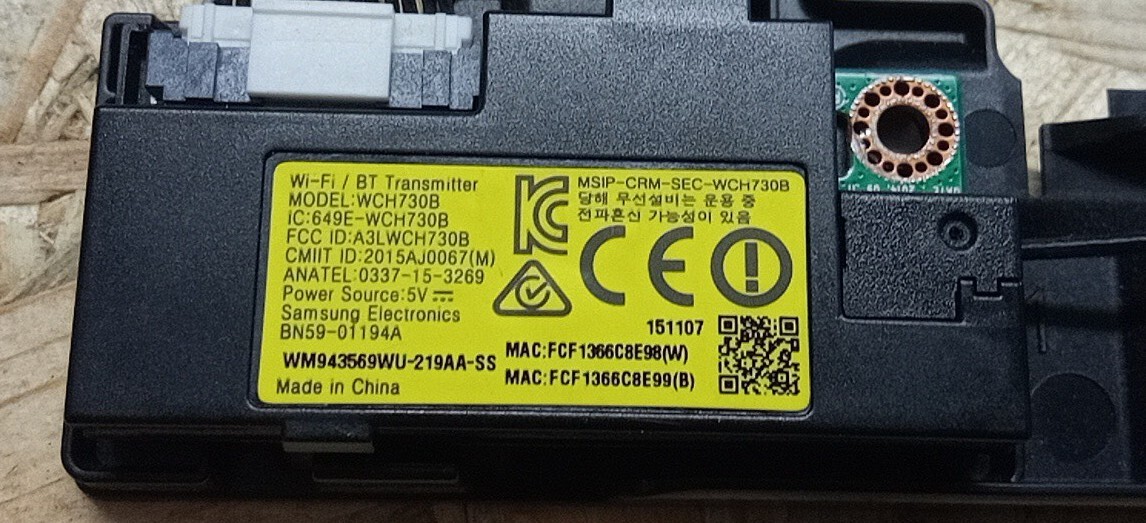 Wi-Fi / BT Transmitter
MODEL:WCH730B
IC:649E-WCH730B
FCC ID:A3LWCH730B
CMIIT ID:2015AJ0067(M)
ANATEL:0337-15-3269
Power Source:5V
Samsung Electronics
BN59-01194A
WM943569WU-219AA-SS
Made in China
MSIP-CRM-SEC-WCH730B
당해 무선설비는 운용 중
전파혼신 가능성이 있음
CE
151107
MAC:FCF1366C8E98(W)
MAC:FCF1366C8E99(B)